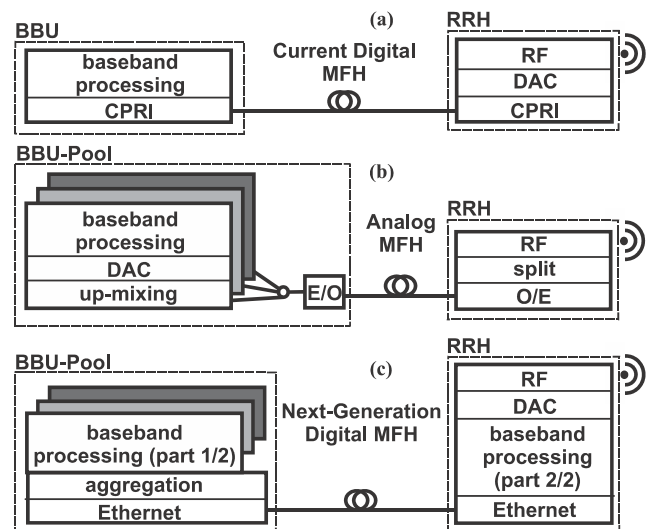 (a)
BBU
RRH
baseband
processing
CPRI
Current Digital
MFH
RF
DAC
CPRI
BBU-Pool
(b)
RRH
baseband
processing
DAC
up-mixing
E/O
Analog
MFH
RF
split
O/E
BBU-Pool
(c)
RRH
baseband
processing (part 1/2)
aggregation
Ethernet
Next-Generation
Digital MFH
RF
DAC
baseband
processing
(part 2/2)
Ethernet